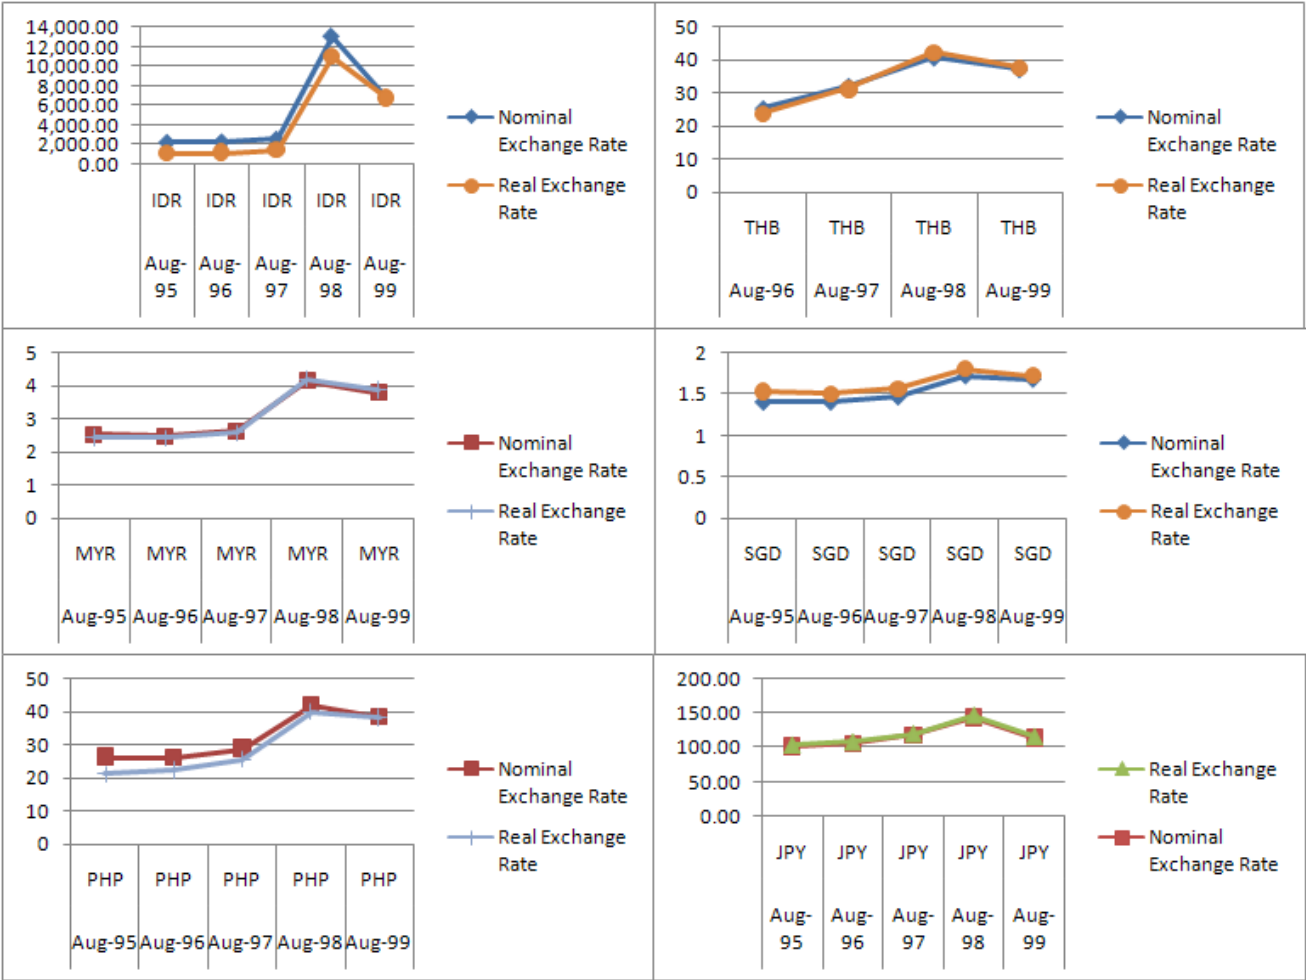 14,000.00
12,000.00
10,000.00
8,000.00
6,000.00
4,000.00
2,000.00
0.00
IDR IDR IDR IDR IDR
Aug- Aug- Aug- Aug- Aug-
95 96 97 98 99
Nominal
Exchange Rate
Real Exchange
Rate
50
40
30
20
10
0
THB THB THB THB
Aug-96 Aug-97 Aug-98 Aug-99
Nominal
Exchange Rate
Real Exchange
Rate
5
4
3
2
1
0
MYR MYR MYR MYR MYR
Aug-95 Aug-96 Aug-97 Aug-98 Aug-99
Nominal
Exchange Rate
Real Exchange
Rate
2
1.5
1
0.5
0
SGD SGD SGD SGD SGD
Aug-95 Aug-96 Aug-97 Aug-98 Aug-99
Nominal
Exchange Rate
Real Exchange
Rate
50
40
30
20
10
0
PHP PHP PHP PHP PHP
Aug-95 Aug-96 Aug-97 Aug-98 Aug-99
Nominal
Exchange Rate
Real Exchange
Rate
200.00
150.00
100.00
50.00
0.00
JPY JPY JPY JPY JPY
Aug- Aug- Aug- Aug- Aug-
95 96 97 98 99
Real Exchange
Rate
Nominal
Exchange Rate